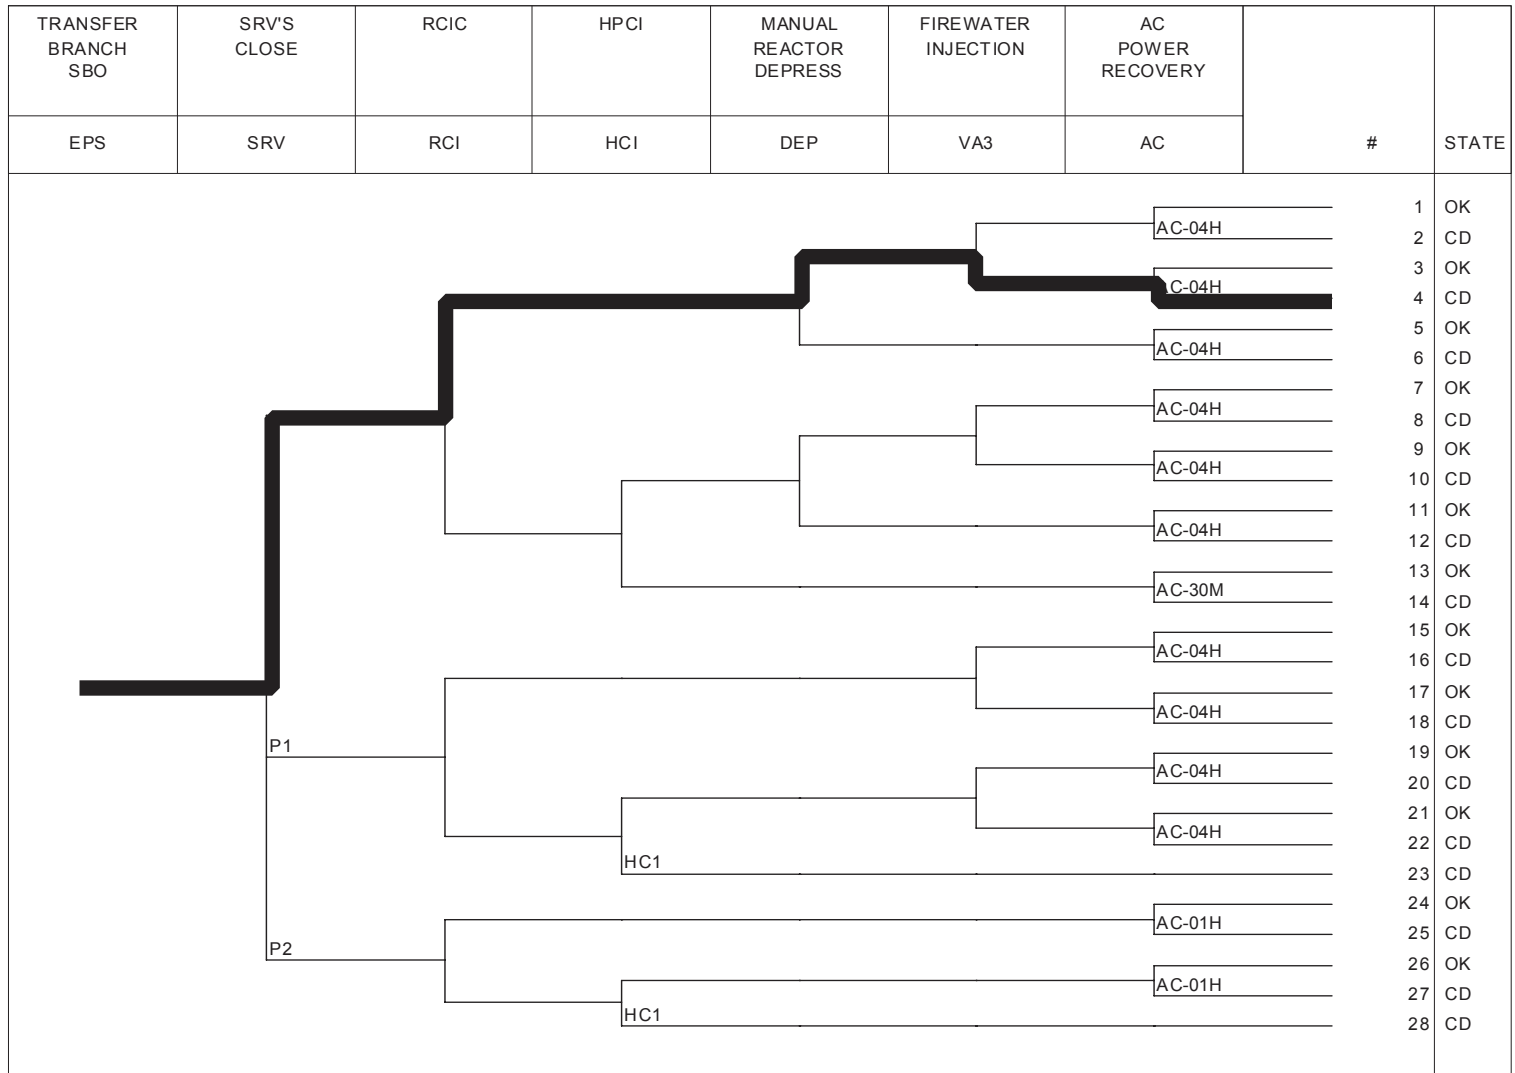 TRANSFER BRANCH SBO
SRV'S CLOSE
RCIC
HPCI
MANUAL REACTOR DEPRESS
FIREWATER INJECTION
AC POWER RECOVERY
EPS SRV RCI HCI DEP VA3 AC # STATE
1 OK
AC-04H
2 CD
3 OK
C-04H
4 CD
5 OK
AC-04H
6 CD
7 OK
AC-04H
8 CD
9 OK
AC-04H
10 CD
11 OK
AC-04H
12 CD
13 OK
AC-30M
14 CD
15 OK
AC-04H
16 CD
17 OK
AC-04H
18 CD
P1
19 OK
AC-04H
20 CD
21 OK
AC-04H
22 CD
HC1
23 CD
24 OK
AC-01H
25 CD
P2
26 OK
AC-01H
27 CD
HC1
28 CD